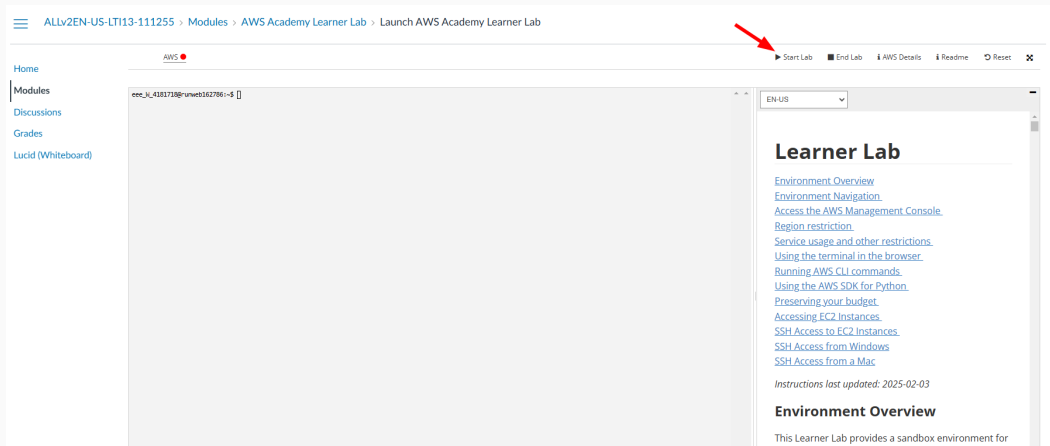 ALLv2EN-US-LTI13-111255 > Modules > AWS Academy Learner Lab > Launch AWS Academy Learner Lab
Home
Modules
Discussions
Grades
Lucid (Whiteboard)
AWS
Start Lab End Lab AWS Details Readme Reset
eee_W_4181718@runweb162786:~$
EN-US
Learner Lab
Environment Overview
Environment Navigation
Access the AWS Management Console
Region restriction
Service usage and other restrictions
Using the terminal in the browser
Running AWS CLI commands
Using the AWS SDK for Python
Preserving your budget
Accessing EC2 Instances
SSH Access to EC2 Instances
SSH Access from Windows
SSH Access from a Mac
Instructions last updated: 2025-02-03
Environment Overview
This Learner Lab provides a sandbox environment for